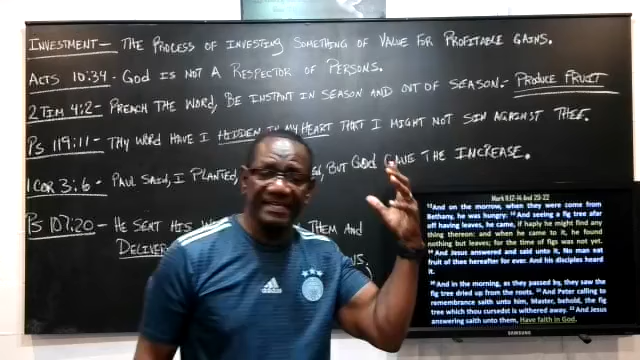 INVESTMENT — THE PROCESS OF INVESTING SOMETHING OF VALUE FOR PROFITABLE GAINS.
ACTS 10:34 - GOD IS NOT A RESPECTOR OF PERSONS.
2 TIM 4:2 - PREACH THE WORD, BE INSTANT IN SEASON AND OUT OF SEASON. - PRODUCE FRUIT
PS 119:11 - THY WORD HAVE I HIDDEN IN MY HEART THAT I MIGHT NOT SIN AGAINST THEE.
1 COR 3:6 - PAUL SAID, I PLANTED, BUT GOD GAVE THE INCREASE.
PS 107:20 - HE SENT HIS THEM AND
DELIVER
adidas
Mark 11:12-14 And 20-22
And on the morrow, when they were come from
Bethany, he was hungry: And seeing a fig tree afar
off having leaves, he came, if haply he might find any
thing thereon: and when he came to it, he found
nothing but leaves; for the time of figs was not yet.
And Jesus answered and said unto it, No man eat
fruit of thee hereafter for ever. And his disciples heard
it.
And in the morning, as they passed by, they saw the
fig tree dried up from the roots. And Peter calling to
remembrance saith unto him, Master, behold, the fig
tree which thou cursedst is withered away. And Jesus
answering saith unto them, Have faith in God.
SAMSUNG